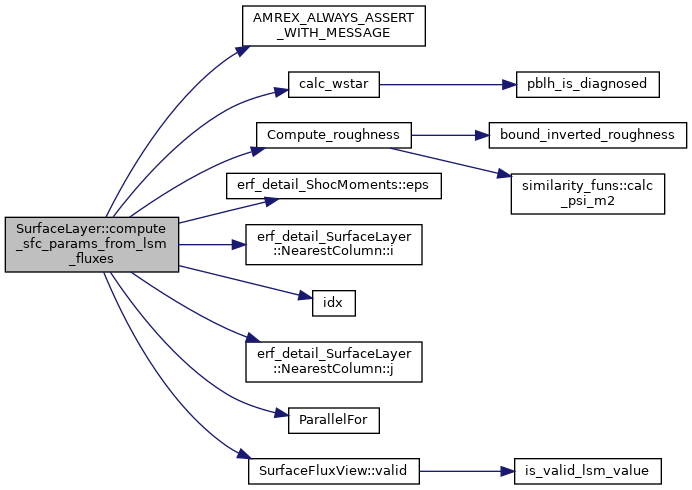 AMREX_ALWAYS_ASSERT
_WITH_MESSAGE
calc_wstar
pblh_is_diagnosed
Compute_roughness
bound_inverted_roughness
similarity_funs::calc
_psi_m2
erf_detail_ShocMoments::eps
SurfaceLayer::compute
_sfc_params_from_lsm
_fluxes
erf_detail_SurfaceLayer
::NearestColumn::i
idx
erf_detail_SurfaceLayer
::NearestColumn::j
ParallelFor
SurfaceFluxView::valid
is_valid_lsm_value